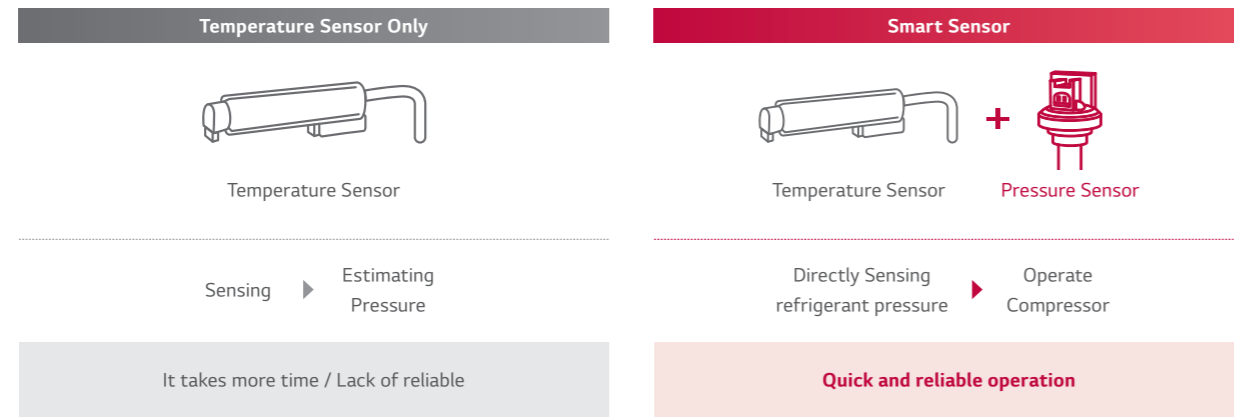 Temperature Sensor Only
Temperature Sensor
Sensing
Estimating
Pressure
It takes more time / Lack of reliable
Smart Sensor
+
Temperature Sensor
Pressure Sensor
Directly Sensing
refrigerant pressure
Operate
Compressor
Quick and reliable operation